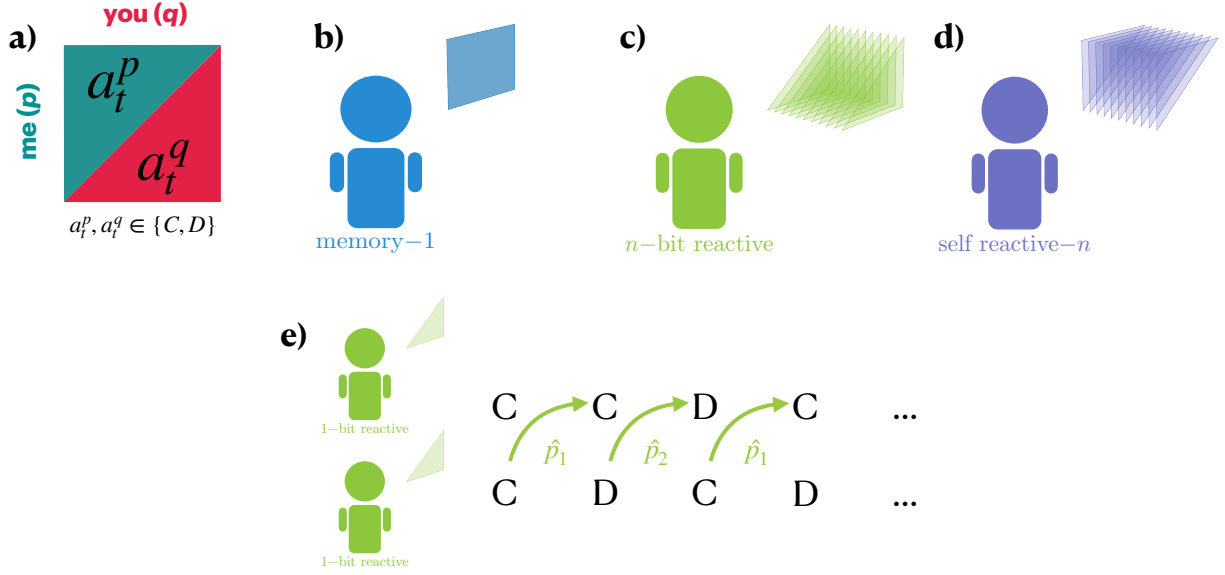 a)
you (q)
me (p)
a_t^p
a_t^q
a_t^p, a_t^q ∈ {C, D}
b)
memory−1
c)
n−bit reactive
d)
self reactive−n
e)
1−bit reactive
1−bit reactive
C C D C ...
p̂_1 p̂_2 p̂_1
C D C D ...